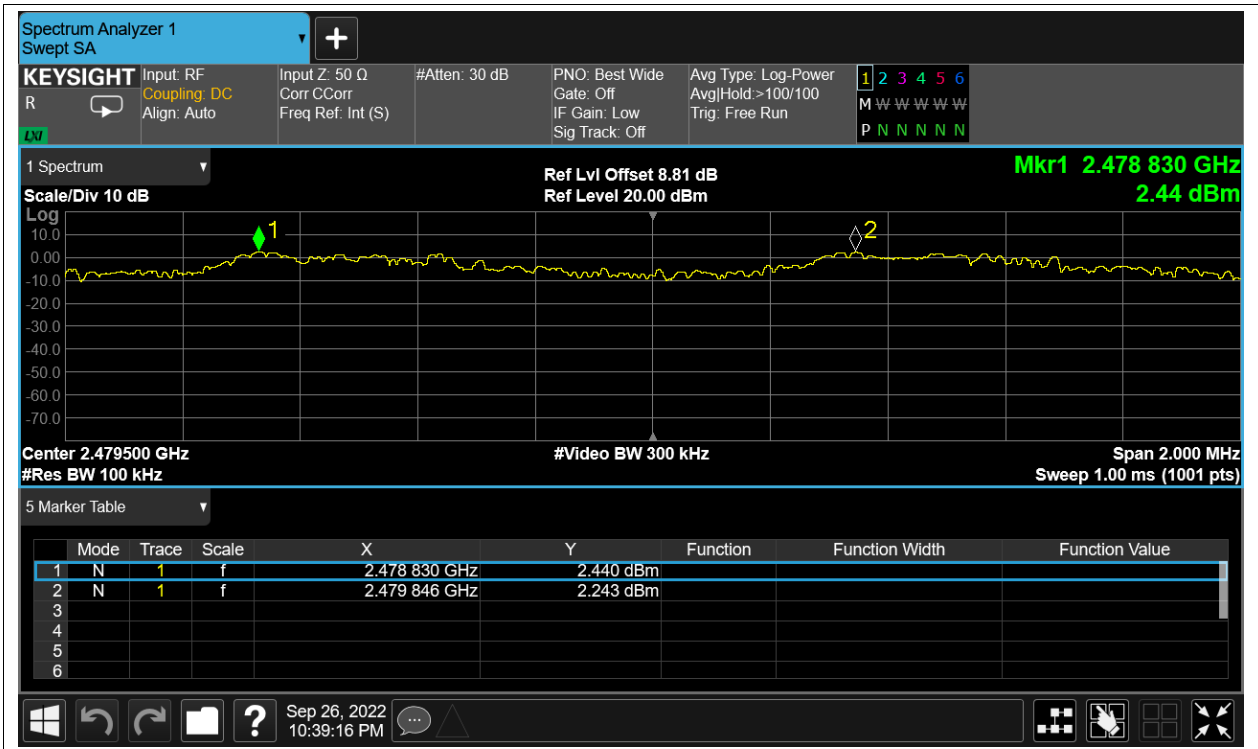 Spectrum Analyzer 1
Swept SA
KEYSIGHT Input: RF Input Z: 50 Ω #Atten: 30 dB PNO: Best Wide Avg Type: Log-Power 1 2 3 4 5 6
R Coupling: DC Corr CCorr Gate: Off Avg|Hold:>100/100 M W W W W W
Align: Auto Freq Ref: Int (S) IF Gain: Low Trig: Free Run
LXI Sig Track: Off P N N N N N
1 Spectrum Ref Lvl Offset 8.81 dB Mkr1 2.478 830 GHz
Scale/Div 10 dB Ref Level 20.00 dBm 2.44 dBm
Log
1 2
10.0
0.00
-10.0
-20.0
-30.0
-40.0
-50.0
-60.0
-70.0
Center 2.479500 GHz #Video BW 300 kHz Span 2.000 MHz
#Res BW 100 kHz Sweep 1.00 ms (1001 pts)
5 Marker Table
Mode Trace Scale X Y Function Function Width Function Value
1 N 1 f 2.478 830 GHz 2.440 dBm
2 N 1 f 2.479 846 GHz 2.243 dBm
3
4
5
6
? Sep 26, 2022
10:39:16 PM